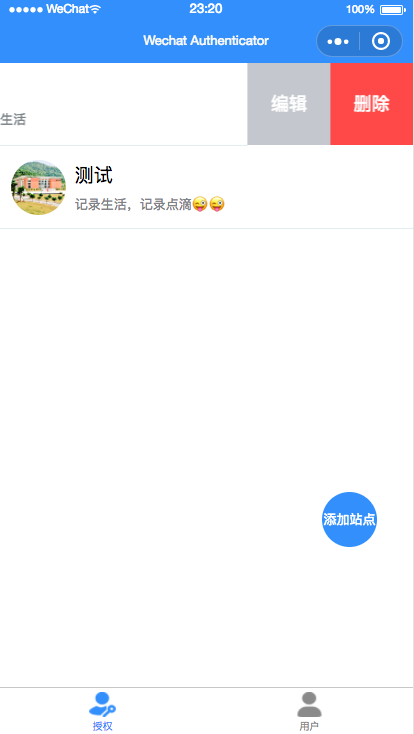 WeChat 23:20 100%
Wechat Authenticator
生活 编辑 删除
测试
记录生活，记录点滴😜😜
添加站点
授权 用户